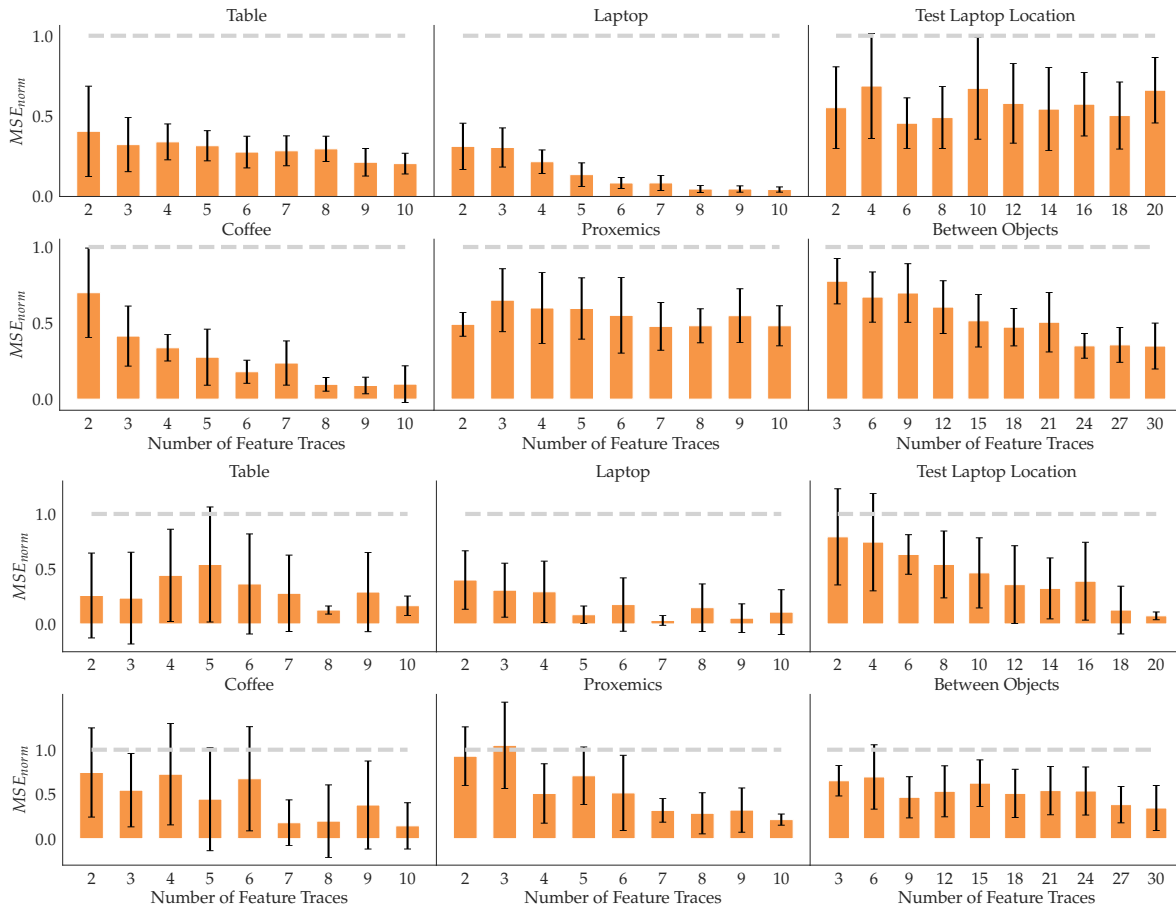 Table Laptop Test Laptop Location
1.0
0.5
0.0
MSE_norm
2 3 4 5 6 7 8 9 10 2 3 4 5 6 7 8 9 10 2 4 6 8 10 12 14 16 18 20
Coffee Proxemics Between Objects
1.0
0.5
0.0
MSE_norm
2 3 4 5 6 7 8 9 10 2 3 4 5 6 7 8 9 10 3 6 9 12 15 18 21 24 27 30
Number of Feature Traces Number of Feature Traces Number of Feature Traces
Table Laptop Test Laptop Location
1.0
0.5
0.0
MSE_norm
2 3 4 5 6 7 8 9 10 2 3 4 5 6 7 8 9 10 2 4 6 8 10 12 14 16 18 20
Coffee Proxemics Between Objects
1.0
0.5
0.0
MSE_norm
2 3 4 5 6 7 8 9 10 2 3 4 5 6 7 8 9 10 3 6 9 12 15 18 21 24 27 30
Number of Feature Traces Number of Feature Traces Number of Feature Traces